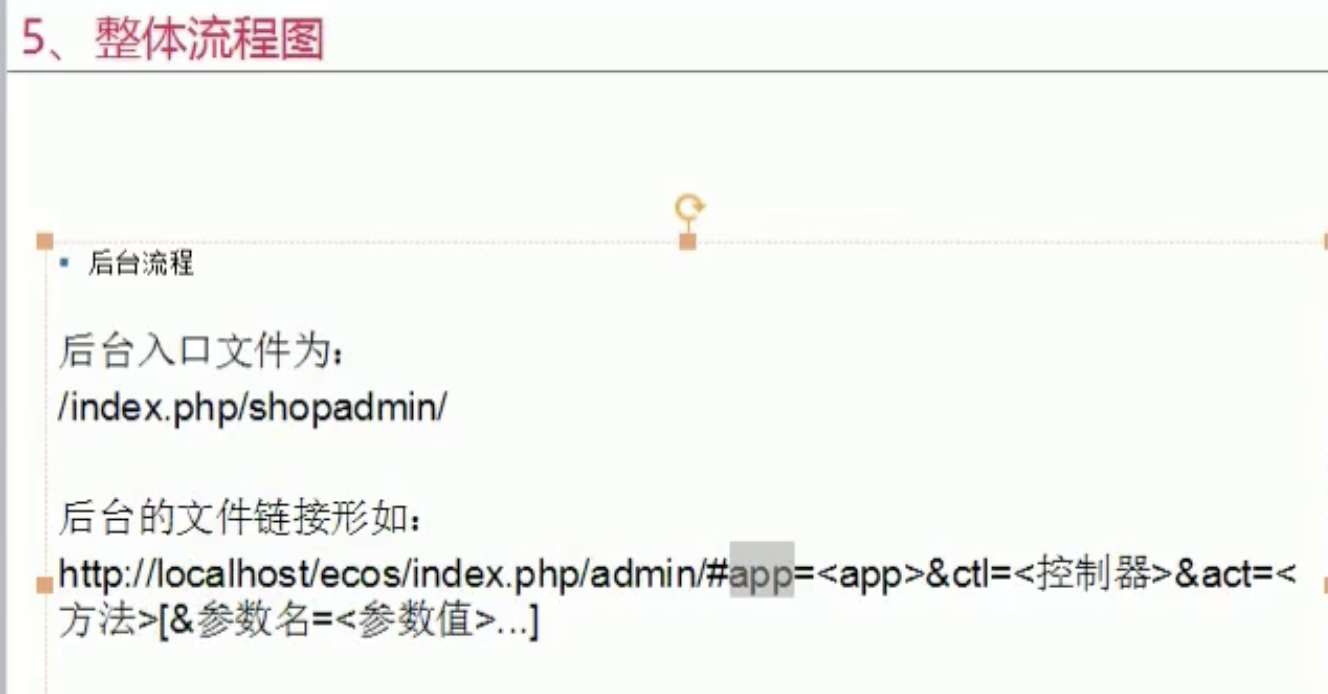 5、整体流程图
后台流程
后台入口文件为：
/index.php/shopadmin/
后台的文件链接形如：
http://localhost/ecos/index.php/admin/#app=<app>&ctl=<控制器>&act=<
方法>[&参数名=<参数值>...]